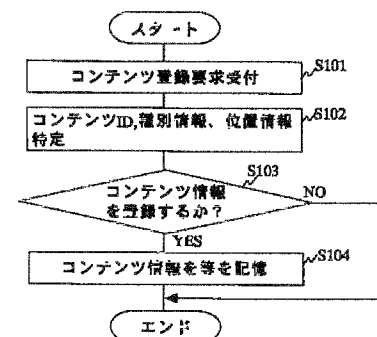 スタート
コンテンツ登録要求受付
S101
コンテンツID,識別情報、位置情報
特定
S102
S103
コンテンツ情報
を登録するか？
NO
YES
コンテンツ情報を等を記憶
S104
エンド